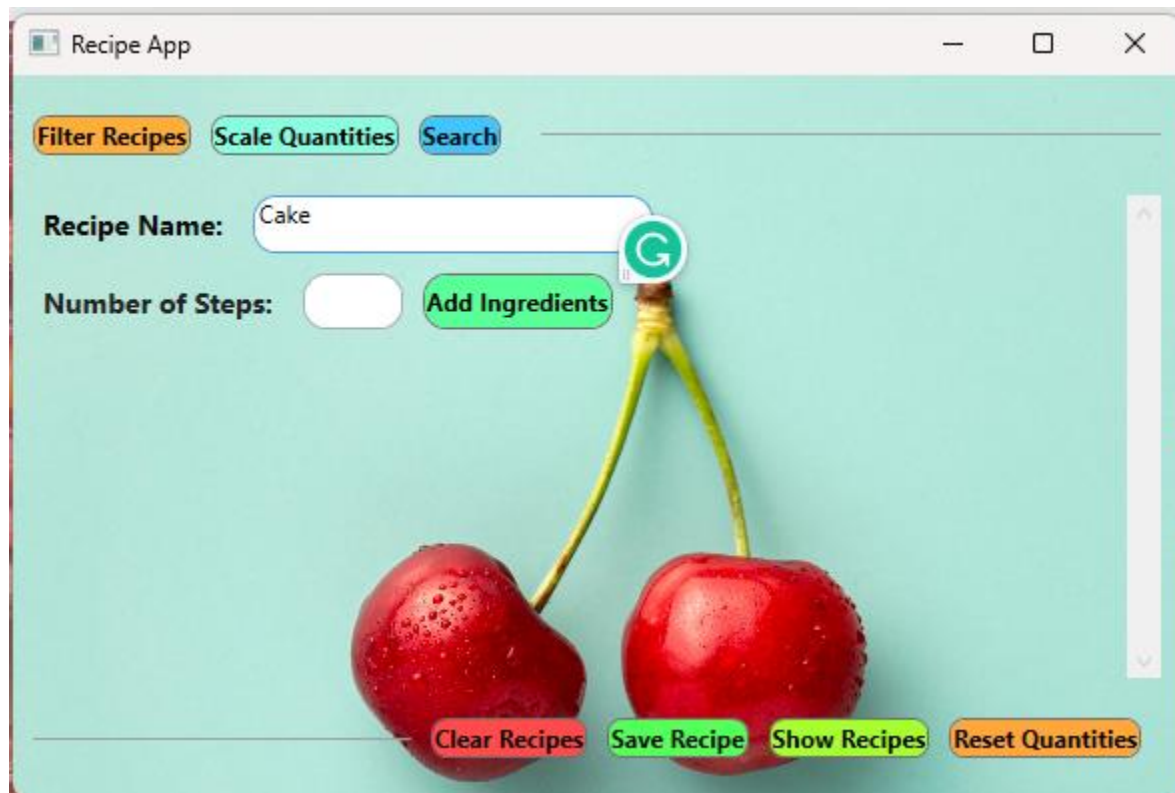 Recipe App
Filter Recipes Scale Quantities Search
Recipe Name: Cake
Number of Steps: Add Ingredients
Clear Recipes Save Recipe Show Recipes Reset Quantities